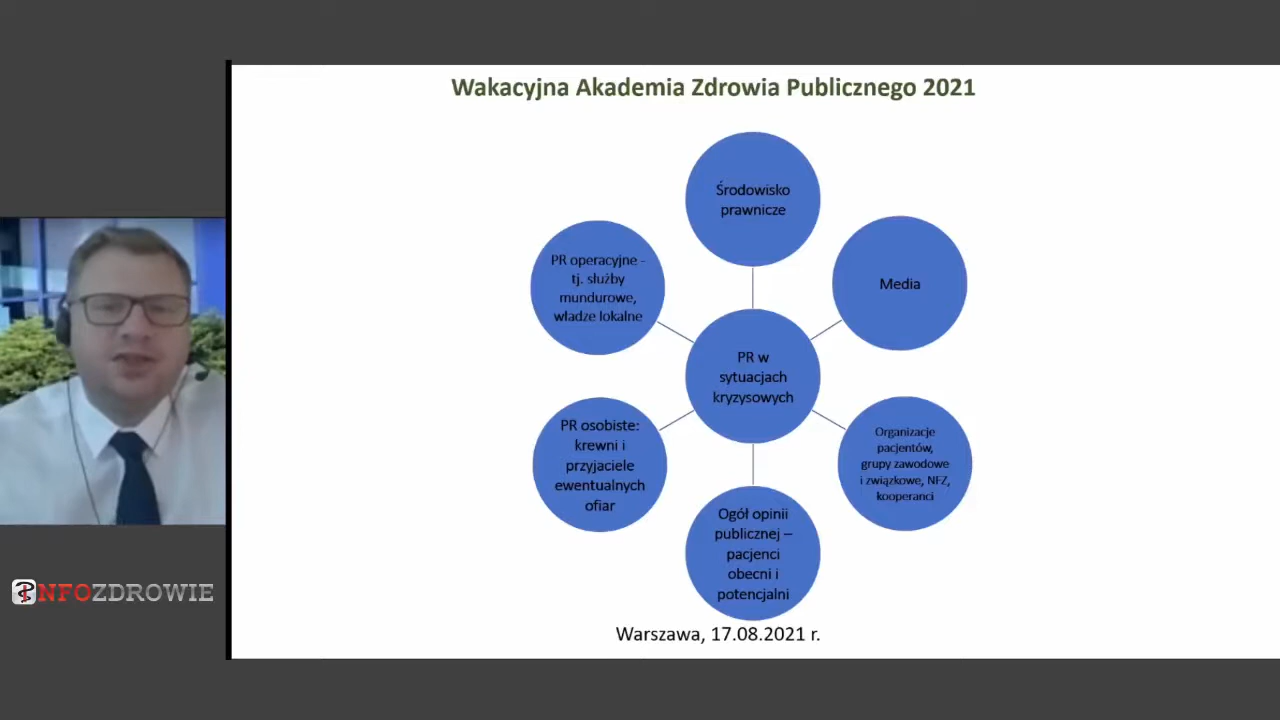 Wakacyjna Akademia Zdrowia Publicznego 2021
Środowisko
prawnicze
Media
Organizacje
pacjentów,
grupy zawodowe
i związkowe, NFZ,
kooperanci
Ogół opinii
publicznej –
pacjenci
obecni i
potencjalni
PR osobiste:
krewni i
przyjaciele
ewentualnych
ofiar
PR operacyjne -
tj. służby
mundurowe,
władze lokalne
PR w
sytuacjach
kryzysowych
Warszawa, 17.08.2021 r.
INFOZDROWIE